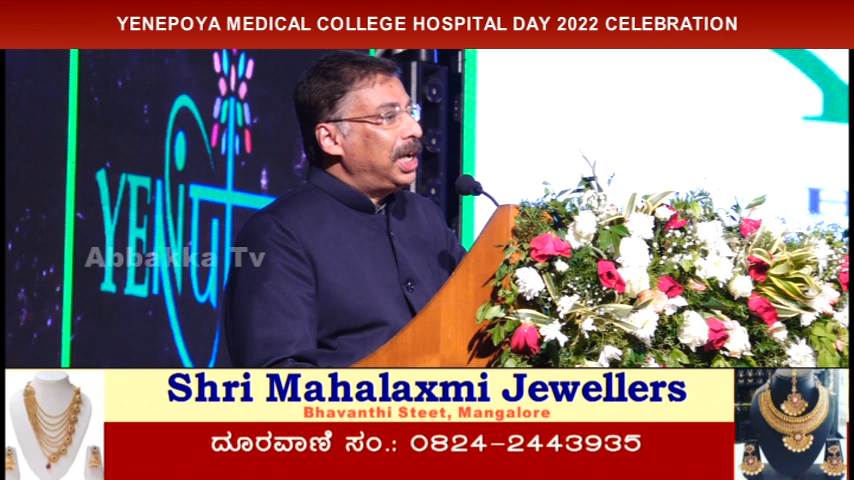 YENEPOYA MEDICAL COLLEGE HOSPITAL DAY 2022 CELEBRATION
Abbakka Tv
Shri Mahalaxmi Jewellers
Bhavanthi Steet, Mangalore
ದೂರವಾಣಿ ಸಂ.: 0824-2443935